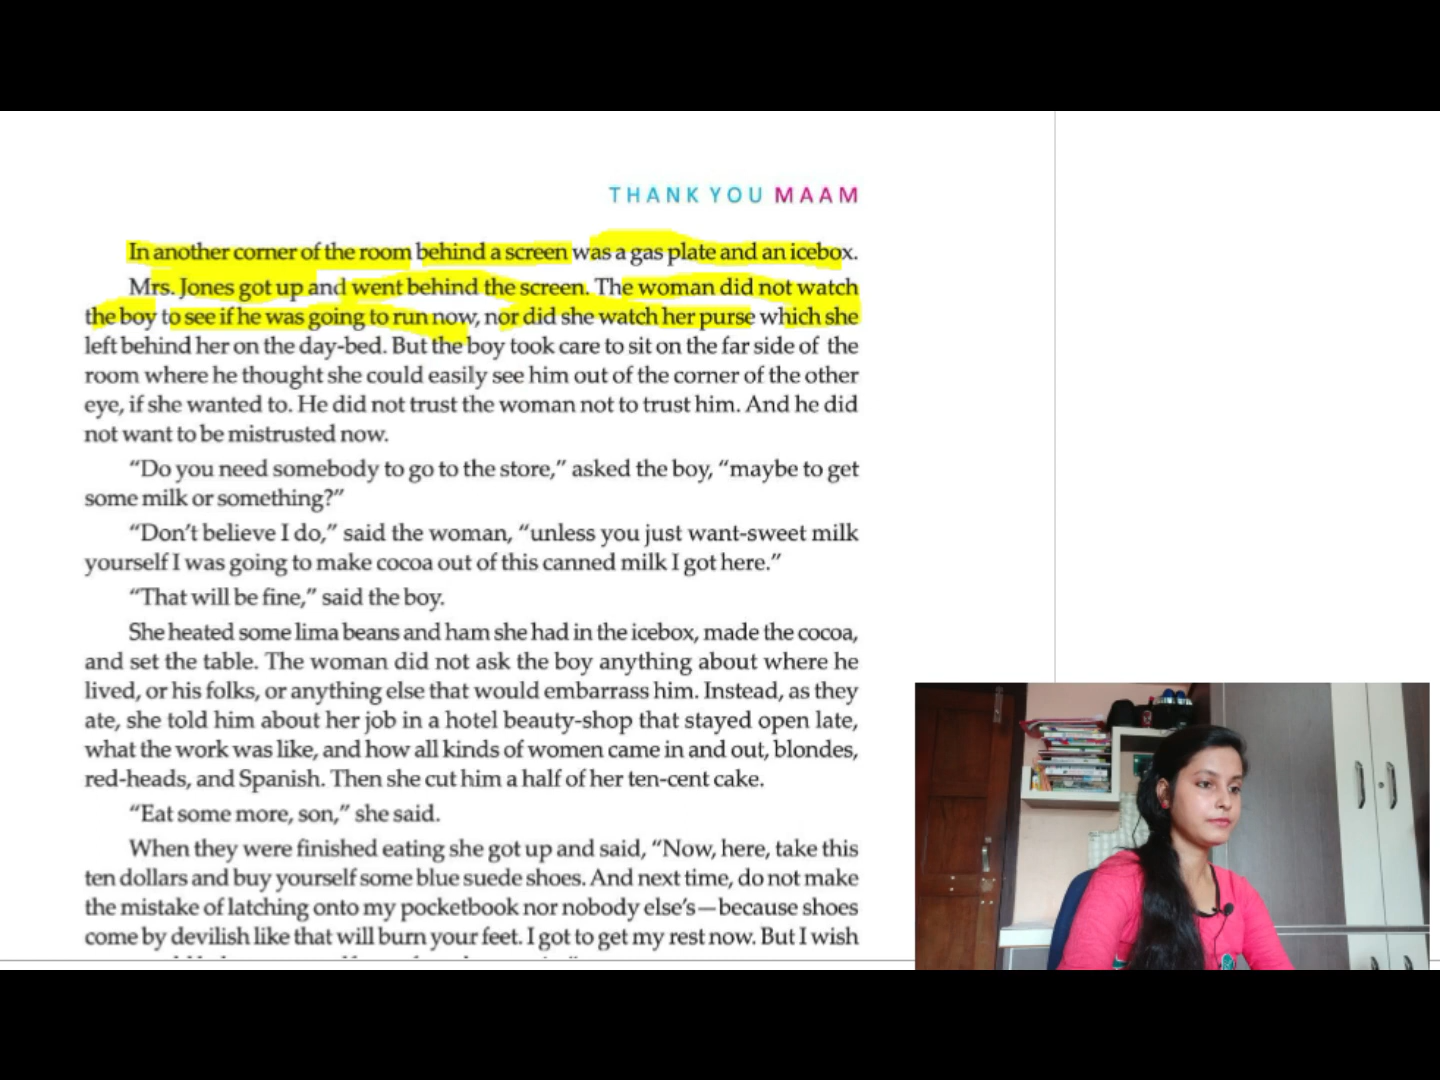 THANK YOU MAAM
In another corner of the room behind a screen was a gas plate and an icebox.
Mrs. Jones got up and went behind the screen. The woman did not watch
the boy to see if he was going to run now, nor did she watch her purse which she
left behind her on the day-bed. But the boy took care to sit on the far side of the
room where he thought she could easily see him out of the corner of the other
eye, if she wanted to. He did not trust the woman not to trust him. And he did
not want to be mistrusted now.
“Do you need somebody to go to the store,” asked the boy, “maybe to get
some milk or something?”
“Don’t believe I do,” said the woman, “unless you just want-sweet milk
yourself I was going to make cocoa out of this canned milk I got here.”
“That will be fine,” said the boy.
She heated some lima beans and ham she had in the icebox, made the cocoa,
and set the table. The woman did not ask the boy anything about where he
lived, or his folks, or anything else that would embarrass him. Instead, as they
ate, she told him about her job in a hotel beauty-shop that stayed open late,
what the work was like, and how all kinds of women came in and out, blondes,
red-heads, and Spanish. Then she cut him a half of her ten-cent cake.
“Eat some more, son,” she said.
When they were finished eating she got up and said, “Now, here, take this
ten dollars and buy yourself some blue suede shoes. And next time, do not make
the mistake of latching onto my pocketbook nor nobody else’s—because shoes
come by devilish like that will burn your feet. I got to get my rest now. But I wish